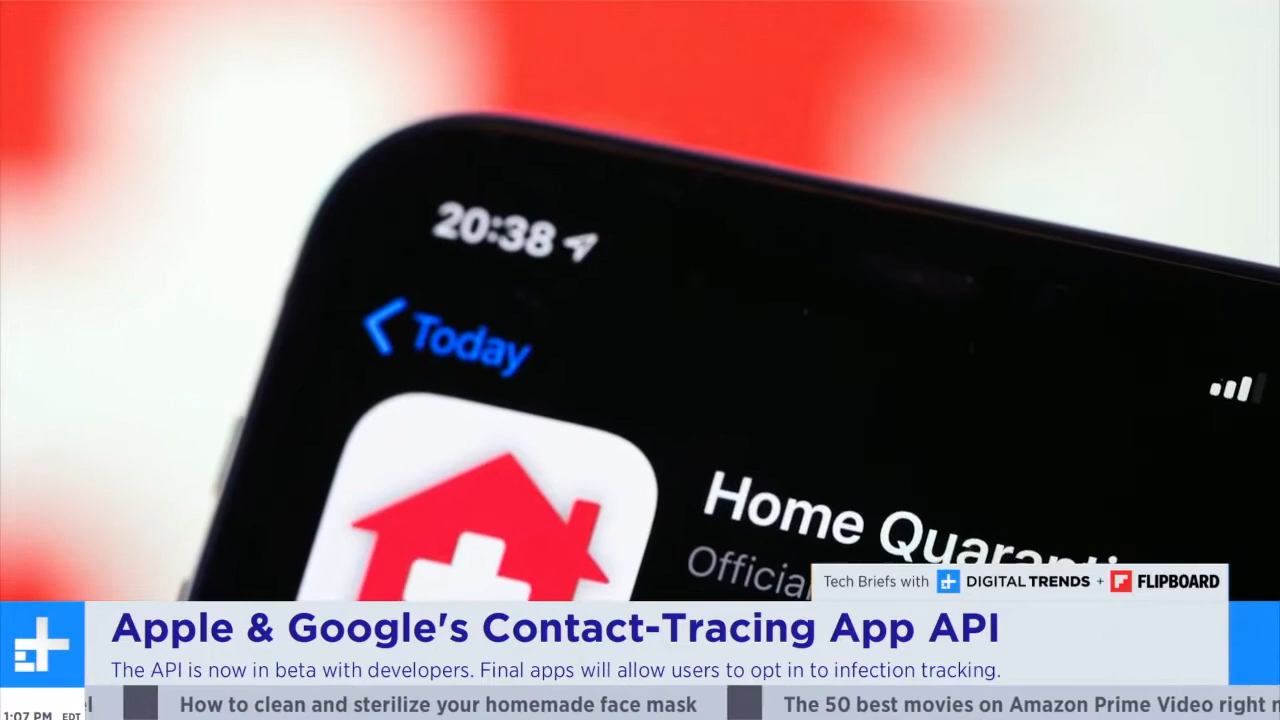 20:38
Today
Home
Tech Briefs with DIGITAL TRENDS + FLIPBOARD
Apple & Google's Contact-Tracing App API
The API is now in beta with developers. Final apps will allow users to opt in to infection tracking.
How to clean and sterilize your homemade face mask The 50 best movies on Amazon Prime Video right
1:07 PM EDT